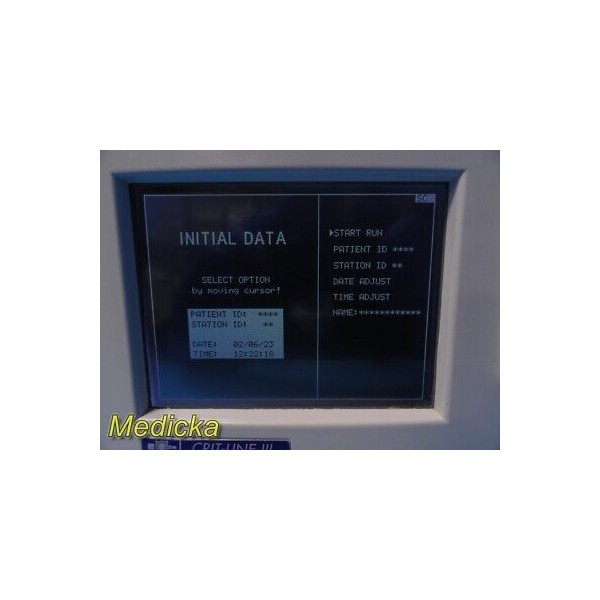 SC
INITIAL DATA
SELECT OPTION
by moving cursor!
PATIENT ID: ****
STATION ID: **
DATE: 02/06/23
TIME: 12:22:18
START RUN
PATIENT ID ****
STATION ID **
DATE ADJUST
TIME ADJUST
NAME:************
Medicka
CRIT-LINE III